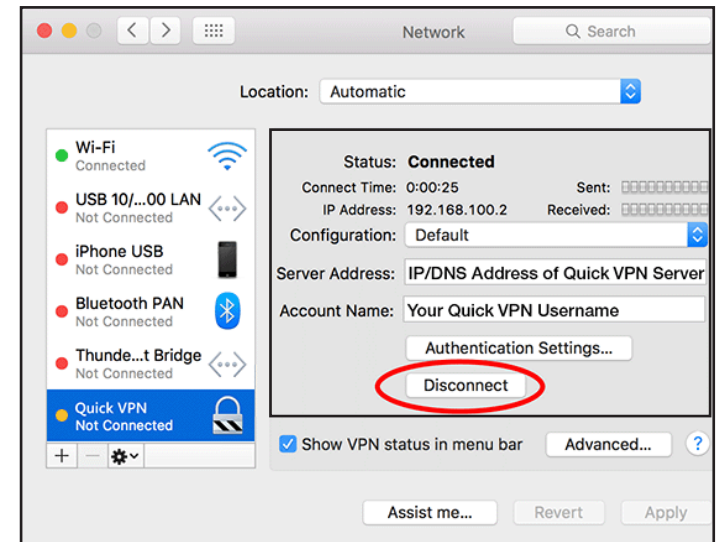 Network
Search
Location: Automatic
Wi-Fi
Connected
USB 10/...00 LAN
Not Connected
iPhone USB
Not Connected
Bluetooth PAN
Not Connected
Thunde...t Bridge
Not Connected
Quick VPN
Not Connected
Status: Connected
Connect Time: 0:00:25 Sent:
IP Address: 192.168.100.2 Received:
Configuration: Default
Server Address: IP/DNS Address of Quick VPN Server
Account Name: Your Quick VPN Username
Authentication Settings...
Disconnect
Show VPN status in menu bar Advanced... ?
Assist me... Revert Apply